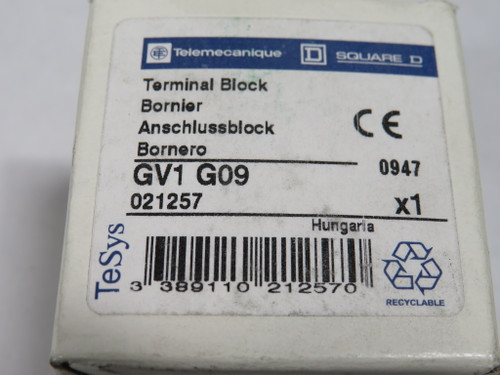 Telemecanique SQUARE D
Terminal Block
Bornier
Anschlussblock
Bornero
CE
GV1 G09
0947
021257
x1
Hungaria
TeSys
3 389110 212570
RECYCLABLE